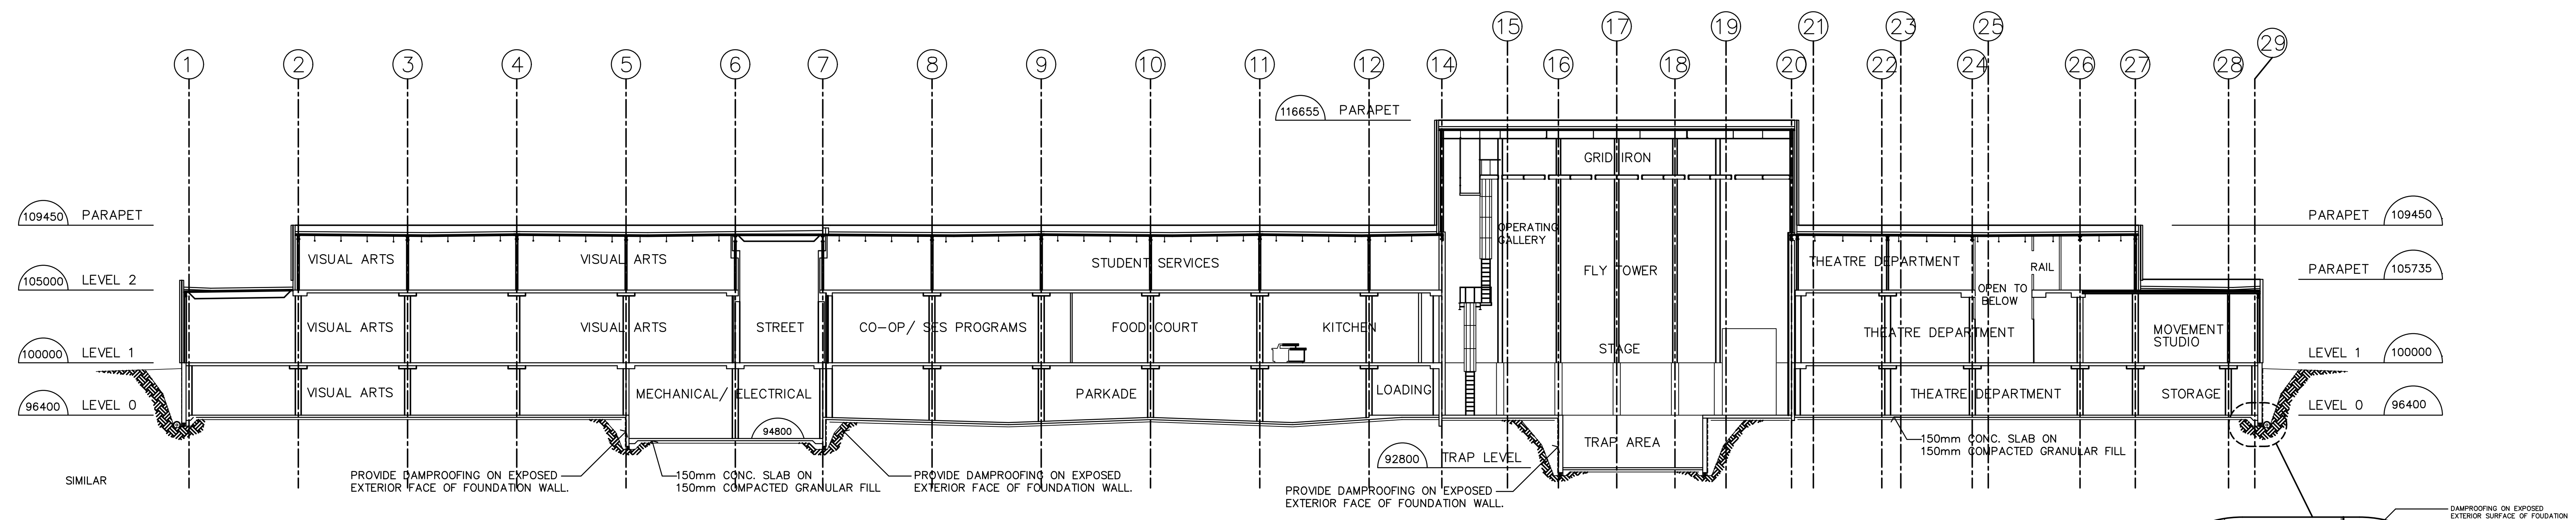 15
17
19
21
23
25
29
1
2
3
4
5
6
7
8
9
10
11
12
14
16
18
20
22
24
26
27
28
116655 PARAPET
GRID IRON
109450 PARAPET
PARAPET 109450
OPERATING
GALLERY
VISUAL ARTS
VISUAL ARTS
STUDENT SERVICES
FLY TOWER
THEATRE DEPARTMENT
RAIL
105000 LEVEL 2
PARAPET 105735
OPEN TO
BELOW
VISUAL ARTS
VISUAL ARTS
STREET
CO-OP/ SES PROGRAMS
FOOD COURT
KITCHEN
STAGE
THEATRE DEPARTMENT
MOVEMENT
STUDIO
100000 LEVEL 1
LEVEL 1 100000
VISUAL ARTS
MECHANICAL/ ELECTRICAL
PARKADE
LOADING
THEATRE DEPARTMENT
STORAGE
96400 LEVEL 0
LEVEL 0 96400
94800
TRAP AREA
92800 TRAP LEVEL
150mm CONC. SLAB ON
150mm COMPACTED GRANULAR FILL
SIMILAR
PROVIDE DAMPROOFING ON EXPOSED
EXTERIOR FACE OF FOUNDATION WALL.
150mm CONC. SLAB ON
150mm COMPACTED GRANULAR FILL
PROVIDE DAMPROOFING ON EXPOSED
EXTERIOR FACE OF FOUNDATION WALL.
PROVIDE DAMPROOFING ON EXPOSED
EXTERIOR FACE OF FOUNDATION WALL.
DAMPROOFING ON EXPOSED
EXTERIOR SURFACE OF FOUDATION